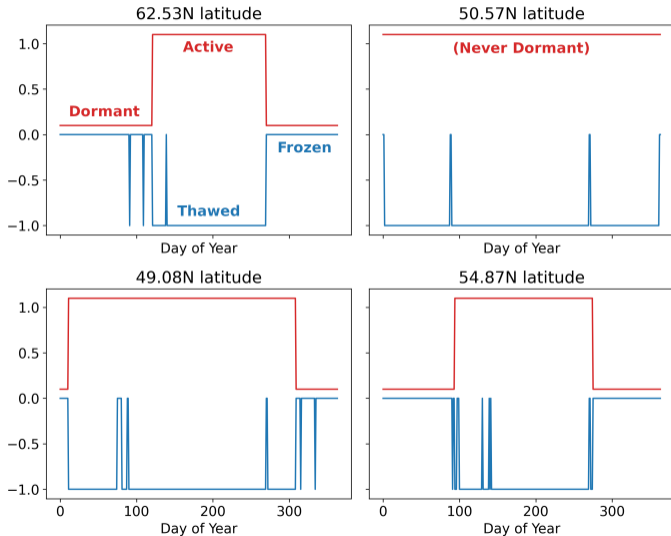 62.53N latitude
50.57N latitude
1.0
0.5
0.0
−0.5
−1.0
Active
Dormant
Frozen
Thawed
(Never Dormant)
Day of Year
Day of Year
49.08N latitude
54.87N latitude
1.0
0.5
0.0
−0.5
−1.0
0
100
200
300
0
100
200
300
Day of Year
Day of Year